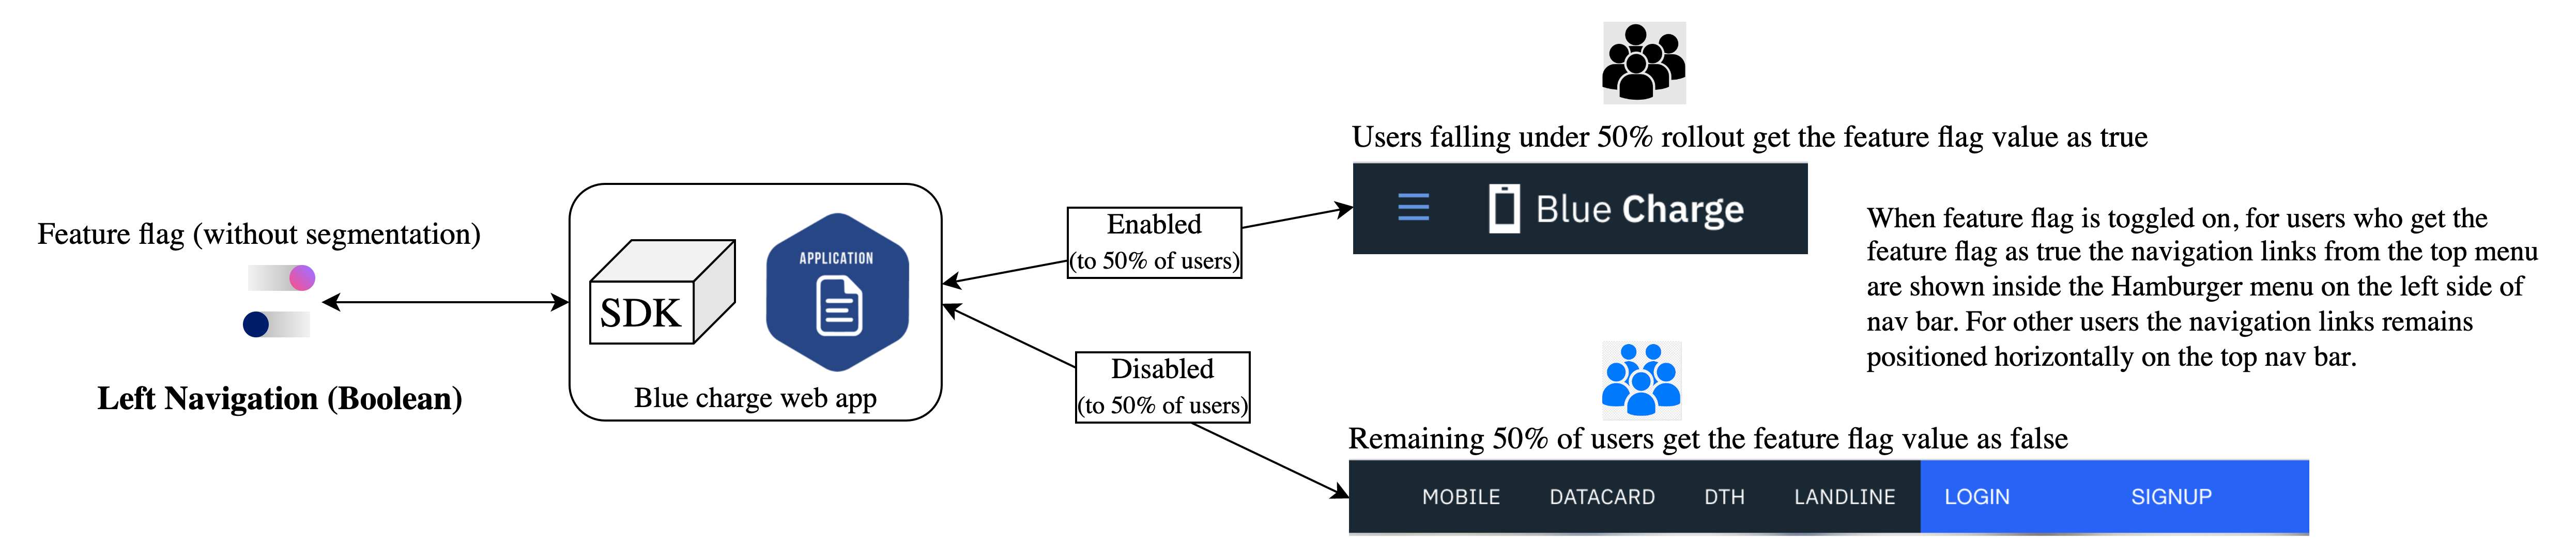 Feature flag (without segmentation)
Left Navigation (Boolean)
SDK
APPLICATION
Blue charge web app
Enabled
(to 50% of users)
Disabled
(to 50% of users)
Users falling under 50% rollout get the feature flag value as true
Blue Charge
When feature flag is toggled on, for users who get the
feature flag as true the navigation links from the top menu
are shown inside the Hamburger menu on the left side of
nav bar. For other users the navigation links remains
positioned horizontally on the top nav bar.
Remaining 50% of users get the feature flag value as false
MOBILE DATACARD DTH LANDLINE LOGIN SIGNUP